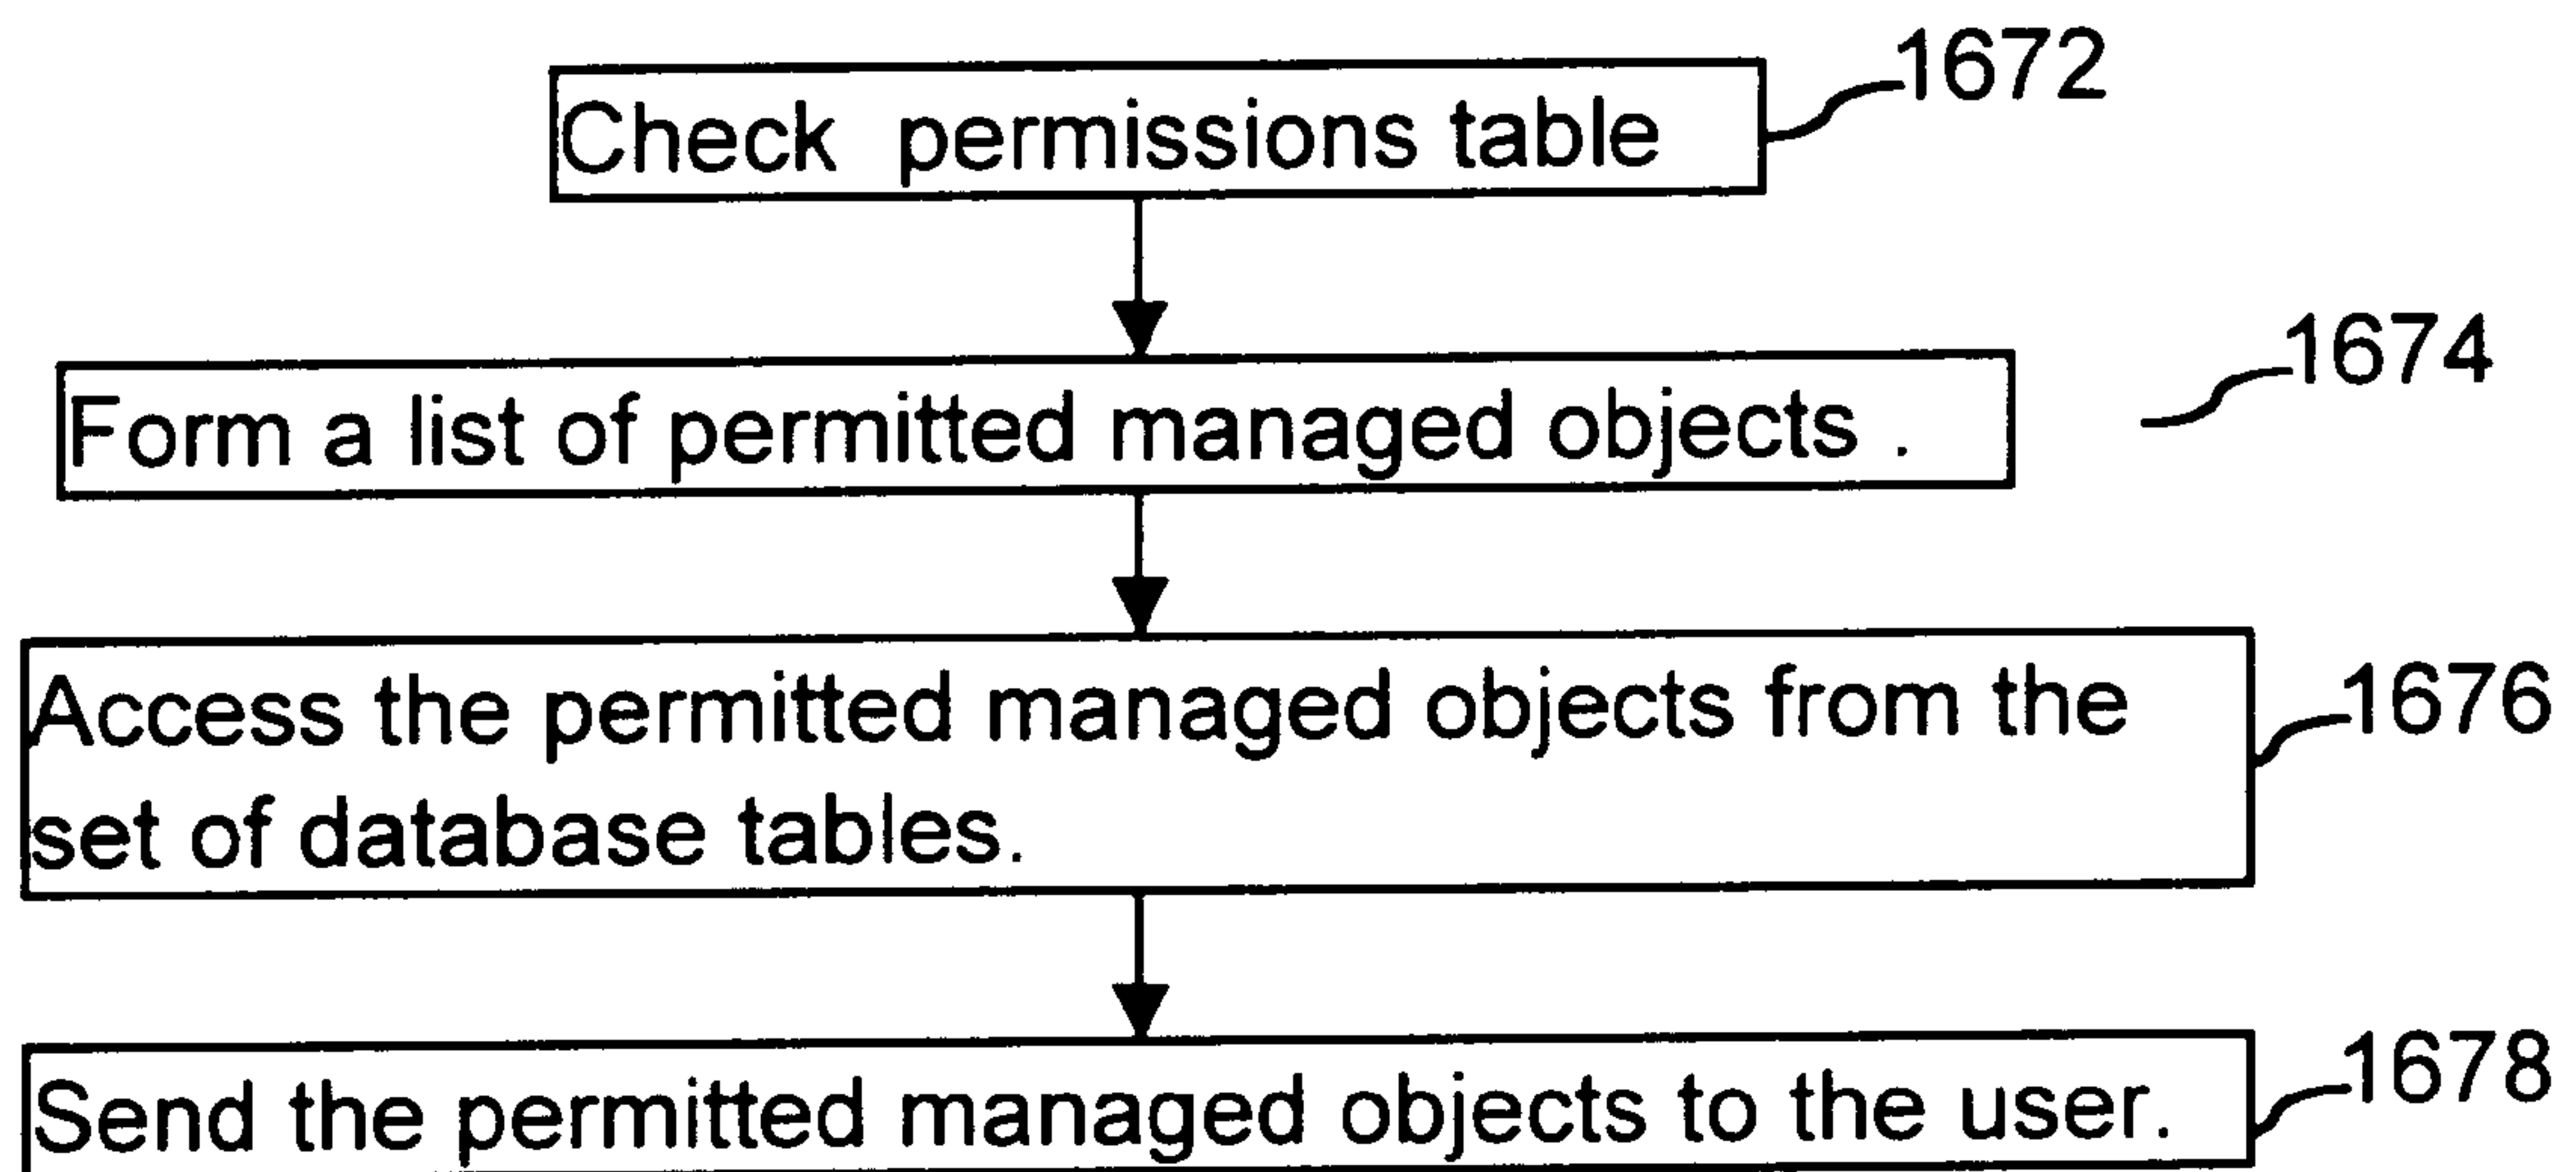 1672
Check permissions table
1674
Form a list of permitted managed objects .
1676
Access the permitted managed objects from the
set of database tables.
1678
Send the permitted managed objects to the user.